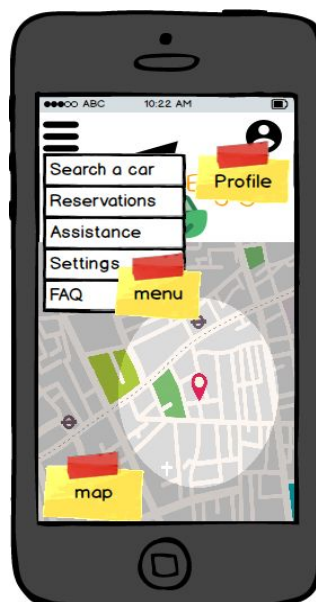 ABC 10:22 AM
Search a car
Profile
Reservations
Assistance
Settings
menu
FAQ
map